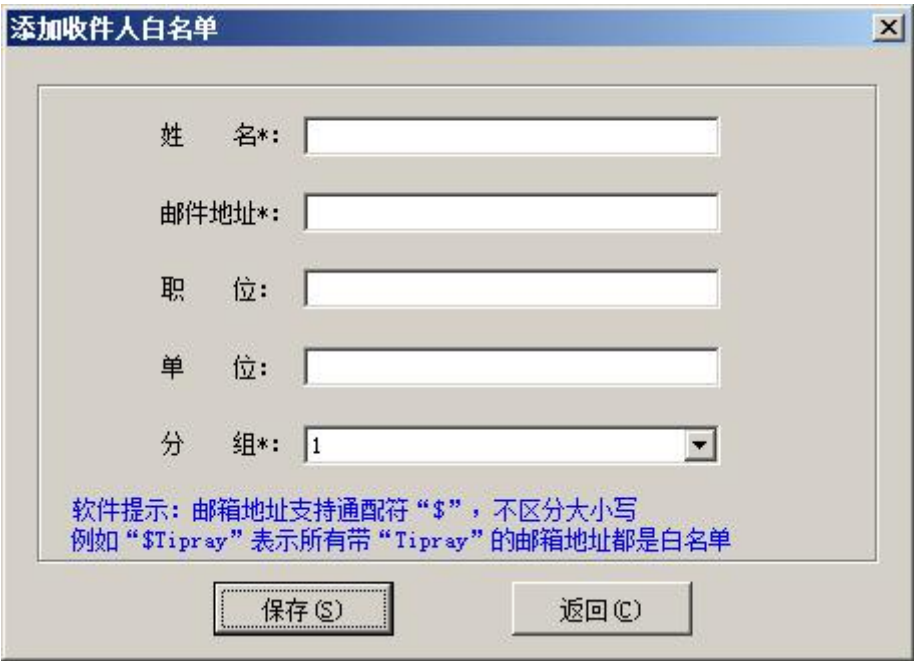 添加收件人白名单
姓 名*:
邮件地址*:
职 位:
单 位:
分 组*: 1
软件提示: 邮箱地址支持通配符“$”, 不区分大小写
例如“$Tipray”表示所有带“Tipray”的邮箱地址都是白名单
保存(S) 返回(C)